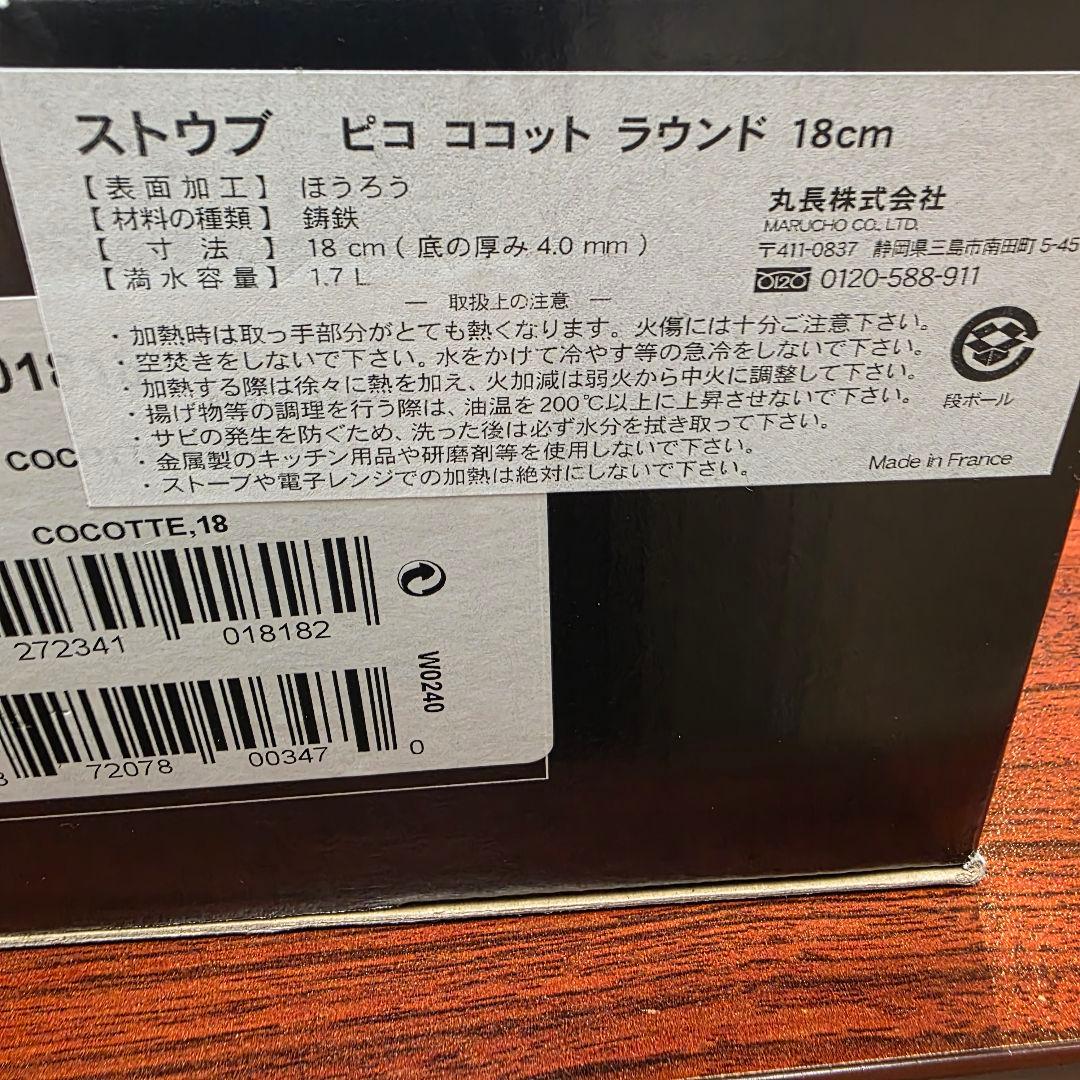 ストウブ ピコ ココット ラウンド 18cm
【表面加工】 ほうろう
【材料の種類】 鋳鉄
【寸法】 18 cm ( 底の厚み 4.0 mm )
【満水容量】 1.7 L
丸長株式会社
MARUCHO CO., LTD.
〒411-0837 静岡県三島市南田町 5-45
0120 0120-588-911
― 取扱上の注意 ―
・加熱時は取っ手部分がとても熱くなります。火傷には十分ご注意下さい。
・空焚きをしないで下さい。水をかけて冷やす等の急冷をしないで下さい。
・加熱する際は徐々に熱を加え、火加減は弱火から中火に調整して下さい。
・揚げ物等の調理を行う際は、油温を200℃以上に上昇させないで下さい。
・サビの発生を防ぐため、洗った後は必ず水分を拭き取って下さい。
・金属製のキッチン用品や研磨剤等を使用しないで下さい。
・ストーブや電子レンジでの加熱は絶対にしないで下さい。
段ボール
Made in France
018
COC
COCOTTE,18
272341 018182
W0240
72078 00347 0